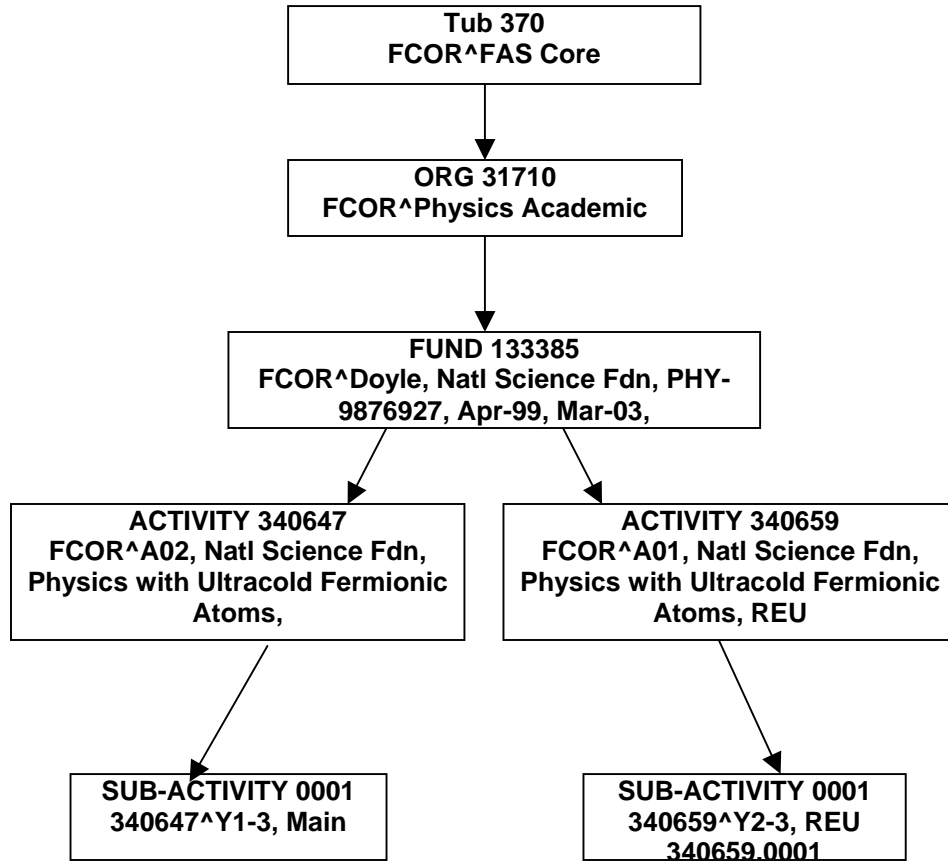 Tub 370
FCOR^FAS Core
ORG 31710
FCOR^Physics Academic
FUND 133385
FCOR^Doyle, Natl Science Fdn, PHY-
9876927, Apr-99, Mar-03,
ACTIVITY 340647
FCOR^A02, Natl Science Fdn,
Physics with Ultracold Fermionic
Atoms,
ACTIVITY 340659
FCOR^A01, Natl Science Fdn,
Physics with Ultracold Fermionic
Atoms, REU
SUB-ACTIVITY 0001
340647^Y1-3, Main
SUB-ACTIVITY 0001
340659^Y2-3, REU
340659.0001